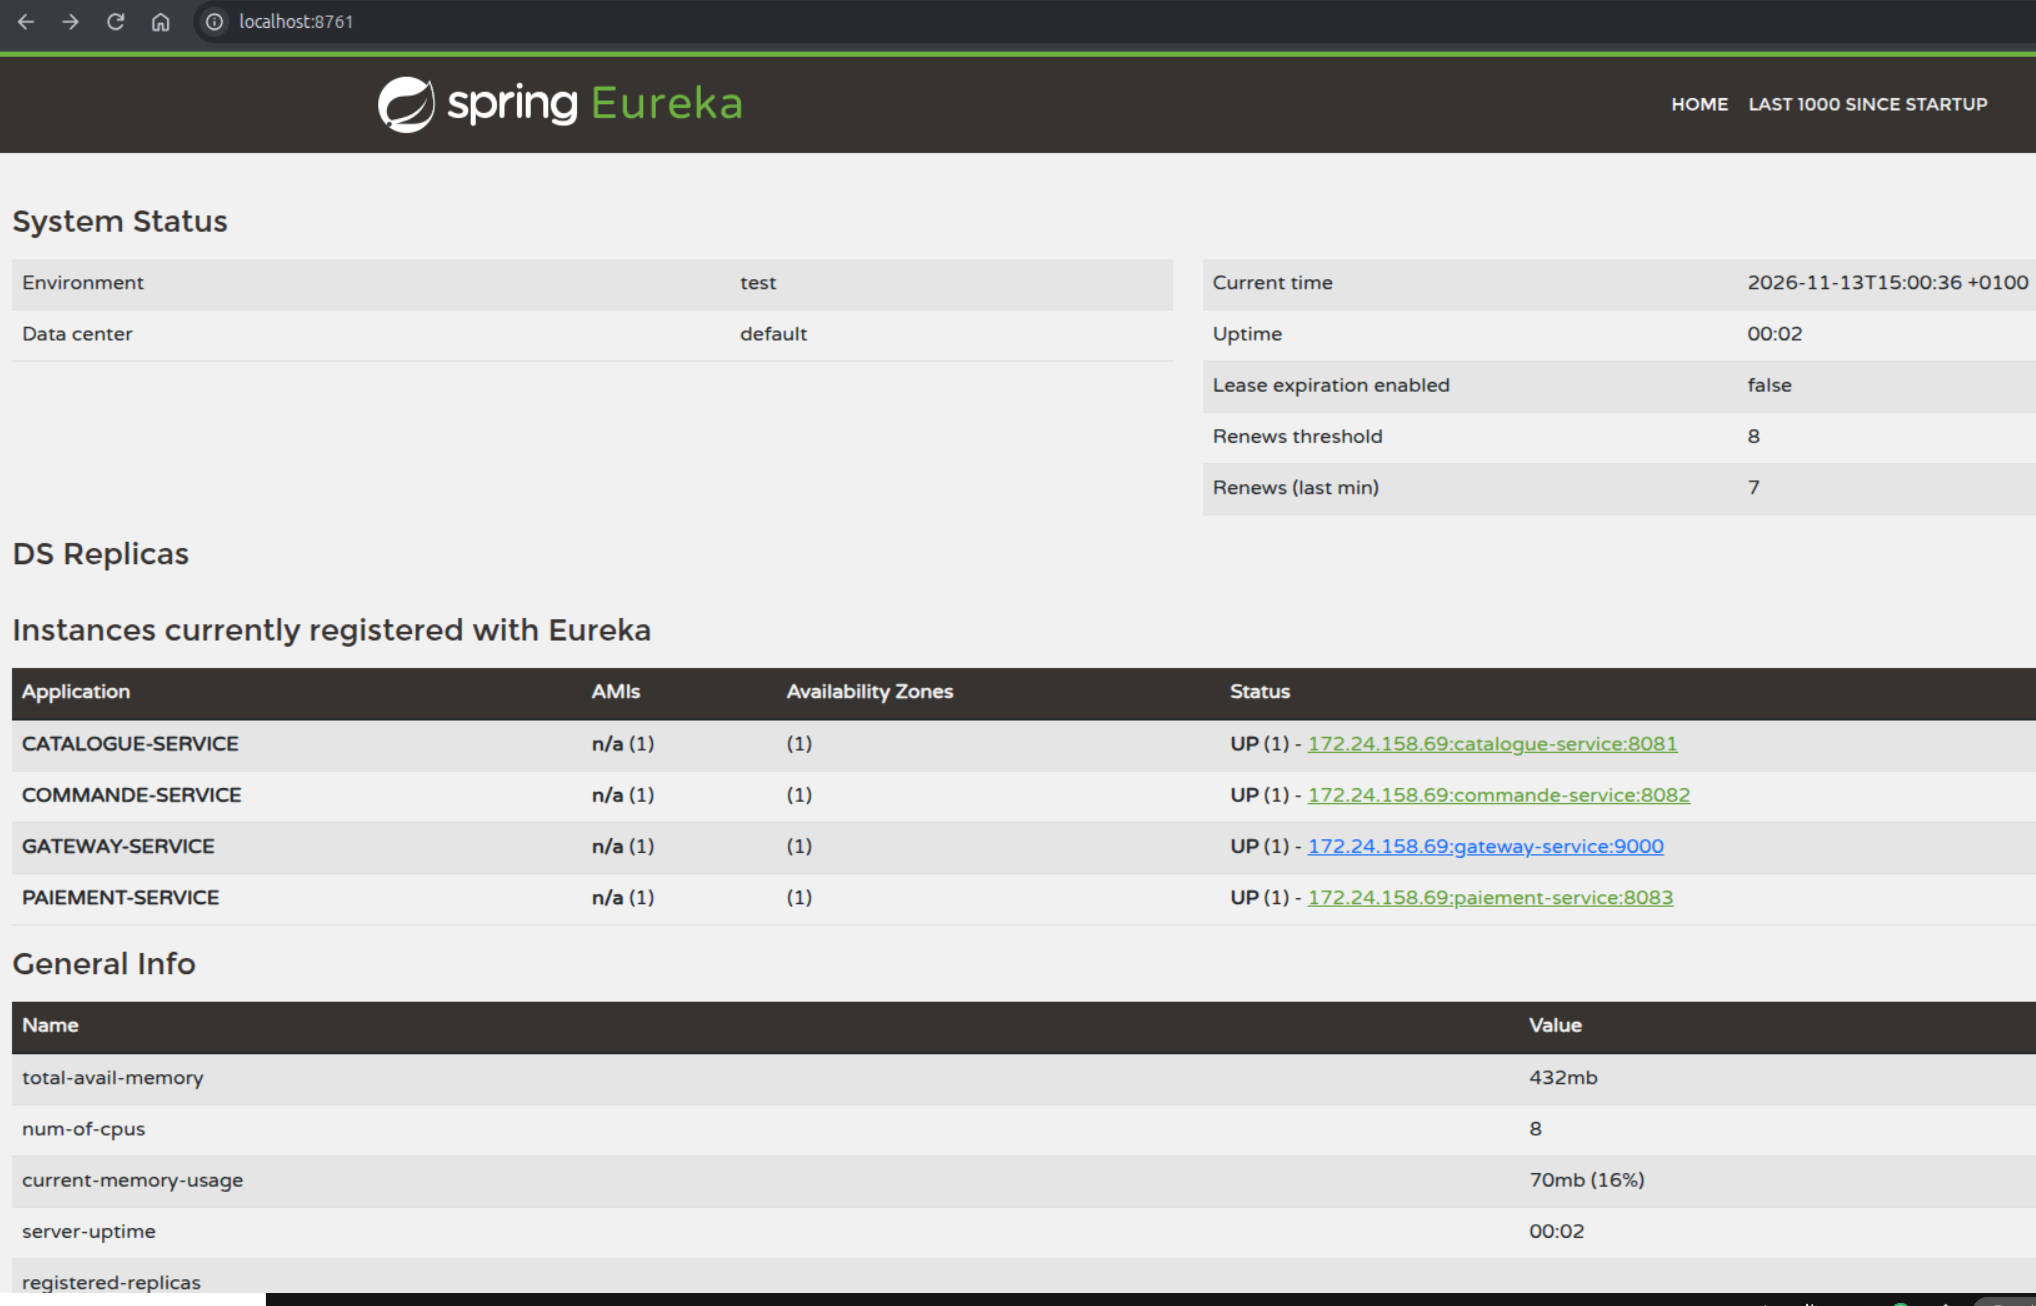 localhost:8761
spring Eureka
HOME LAST 1000 SINCE STARTUP
System Status
Environment test
Data center default
Current time 2026-11-13T15:00:36 +0100
Uptime 00:02
Lease expiration enabled false
Renews threshold 8
Renews (last min) 7
DS Replicas
Instances currently registered with Eureka
Application AMIs Availability Zones Status
CATALOGUE-SERVICE n/a (1) (1) UP (1) - 172.24.158.69:catalogue-service:8081
COMMANDE-SERVICE n/a (1) (1) UP (1) - 172.24.158.69:commande-service:8082
GATEWAY-SERVICE n/a (1) (1) UP (1) - 172.24.158.69:gateway-service:9000
PAIEMENT-SERVICE n/a (1) (1) UP (1) - 172.24.158.69:paiement-service:8083
General Info
Name Value
total-avail-memory 432mb
num-of-cpus 8
current-memory-usage 70mb (16%)
server-uptime 00:02
registered-replicas